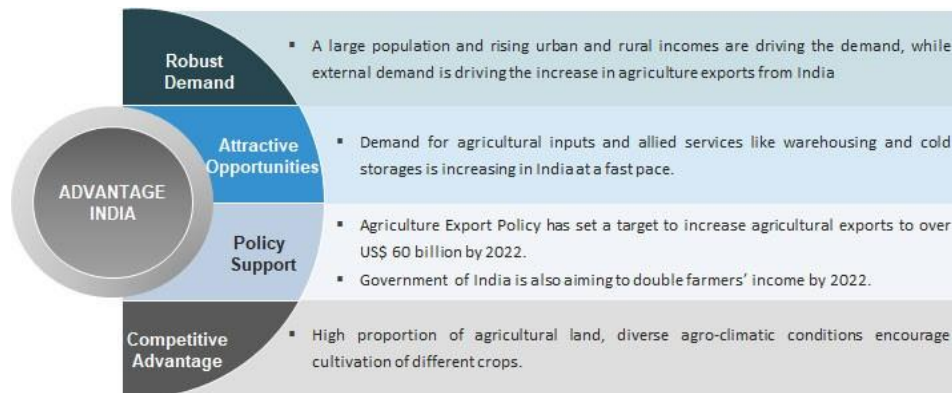 ADVANTAGE
INDIA
Robust
Demand
▪ A large population and rising urban and rural incomes are driving the demand, while
external demand is driving the increase in agriculture exports from India
Attractive
Opportunities
▪ Demand for agricultural inputs and allied services like warehousing and cold
storages is increasing in India at a fast pace.
Policy
Support
▪ Agriculture Export Policy has set a target to increase agricultural exports to over
US$ 60 billion by 2022.
▪ Government of India is also aiming to double farmers’ income by 2022.
Competitive
Advantage
▪ High proportion of agricultural land, diverse agro-climatic conditions encourage
cultivation of different crops.